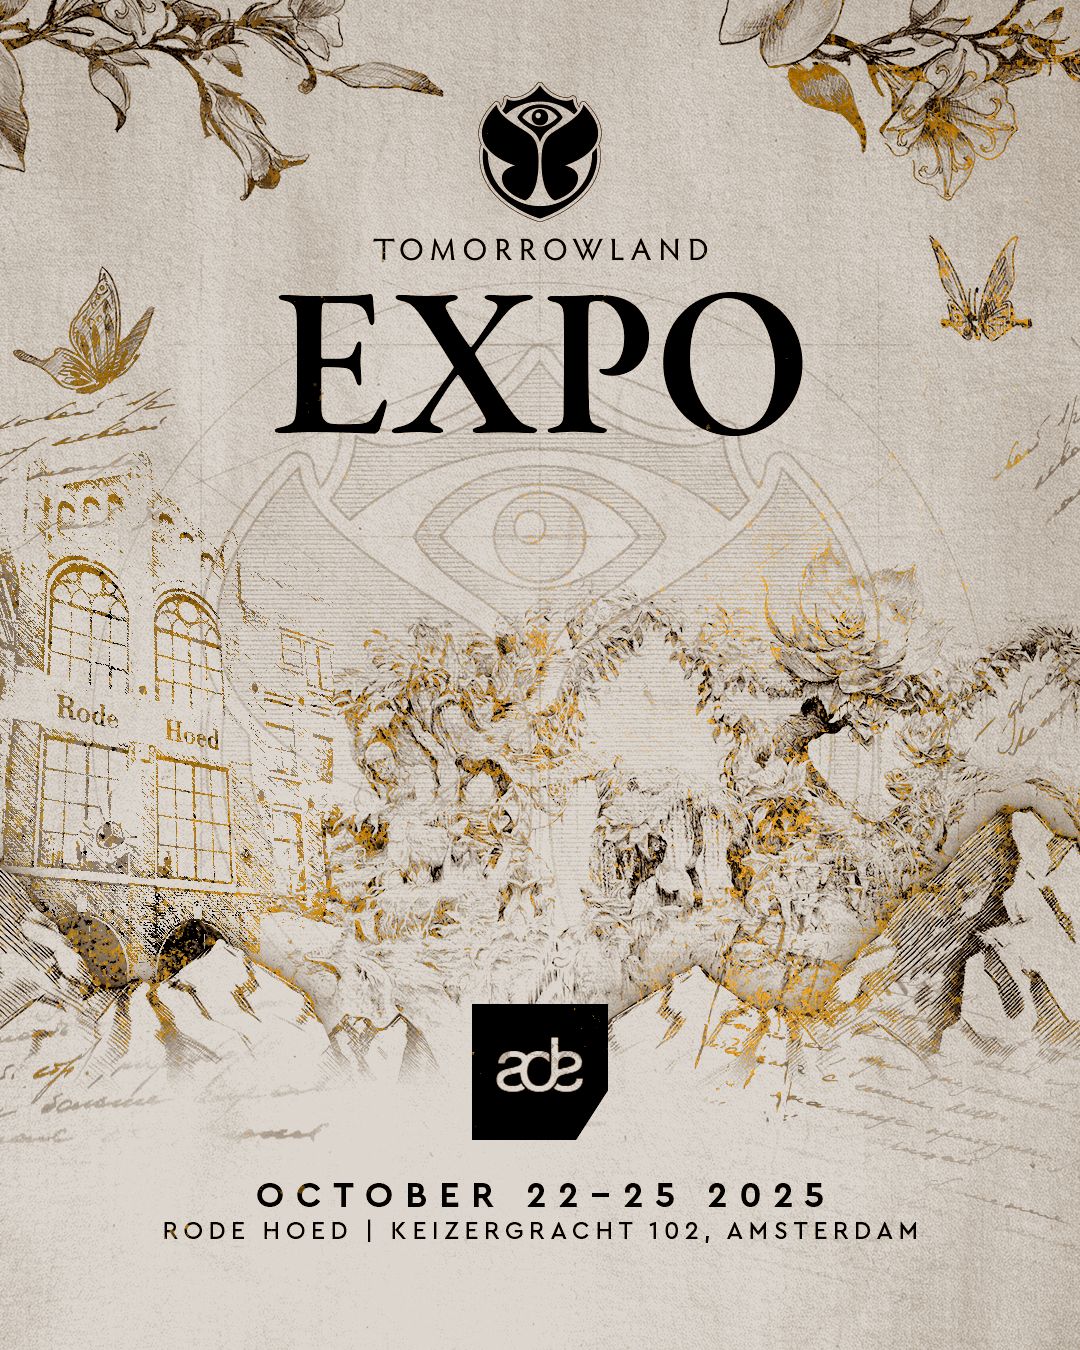 TOMORROWLAND
EXPO
Rode Hoed
ade
OCTOBER 22–25 2025
RODE HOED | KEIZERGRACHT 102, AMSTERDAM